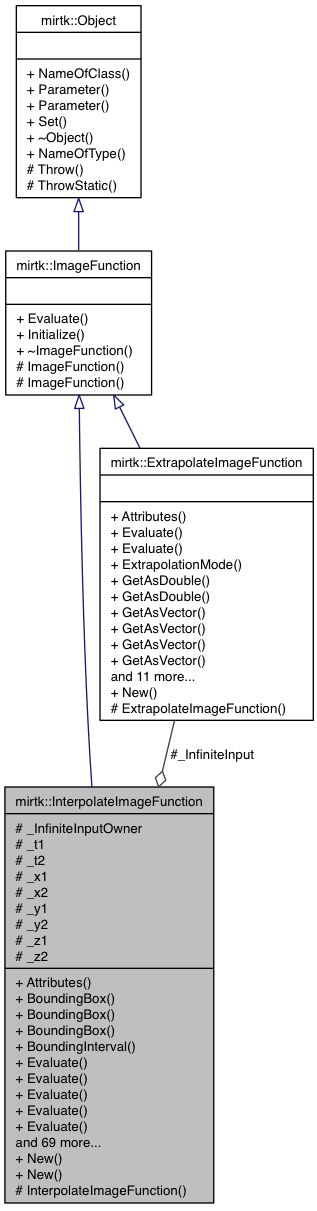 mirtk::Object
+ NameOfClass()
+ Parameter()
+ Parameter()
+ Set()
+ ~Object()
+ NameOfType()
# Throw()
# ThrowStatic()
mirtk::ImageFunction
+ Evaluate()
+ Initialize()
+ ~ImageFunction()
# ImageFunction()
# ImageFunction()
mirtk::ExtrapolateImageFunction
+ Attributes()
+ Evaluate()
+ Evaluate()
+ ExtrapolationMode()
+ GetAsDouble()
+ GetAsDouble()
+ GetAsVector()
+ GetAsVector()
+ GetAsVector()
+ GetAsVector()
and 11 more...
+ New()
# ExtrapolateImageFunction()
#_InfiniteInput
mirtk::InterpolateImageFunction
# _InfiniteInputOwner
# _t1
# _t2
# _x1
# _x2
# _y1
# _y2
# _z1
# _z2
+ Attributes()
+ BoundingBox()
+ BoundingBox()
+ BoundingBox()
+ BoundingInterval()
+ Evaluate()
+ Evaluate()
+ Evaluate()
+ Evaluate()
+ Evaluate()
and 69 more...
+ New()
+ New()
# InterpolateImageFunction()